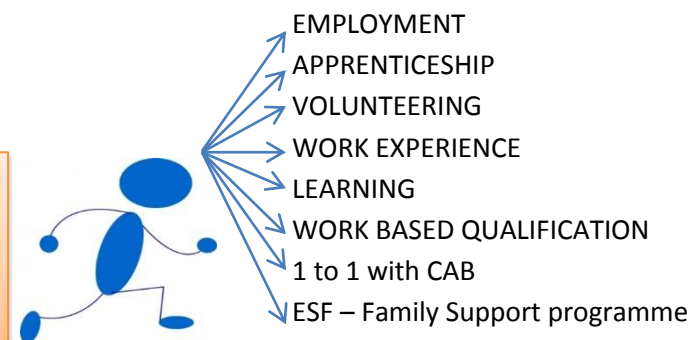 EMPLOYMENT
APPRENTICESHIP
VOLUNTEERING
WORK EXPERIENCE
LEARNING
WORK BASED QUALIFICATION
1 to 1 with CAB
ESF – Family Support programme